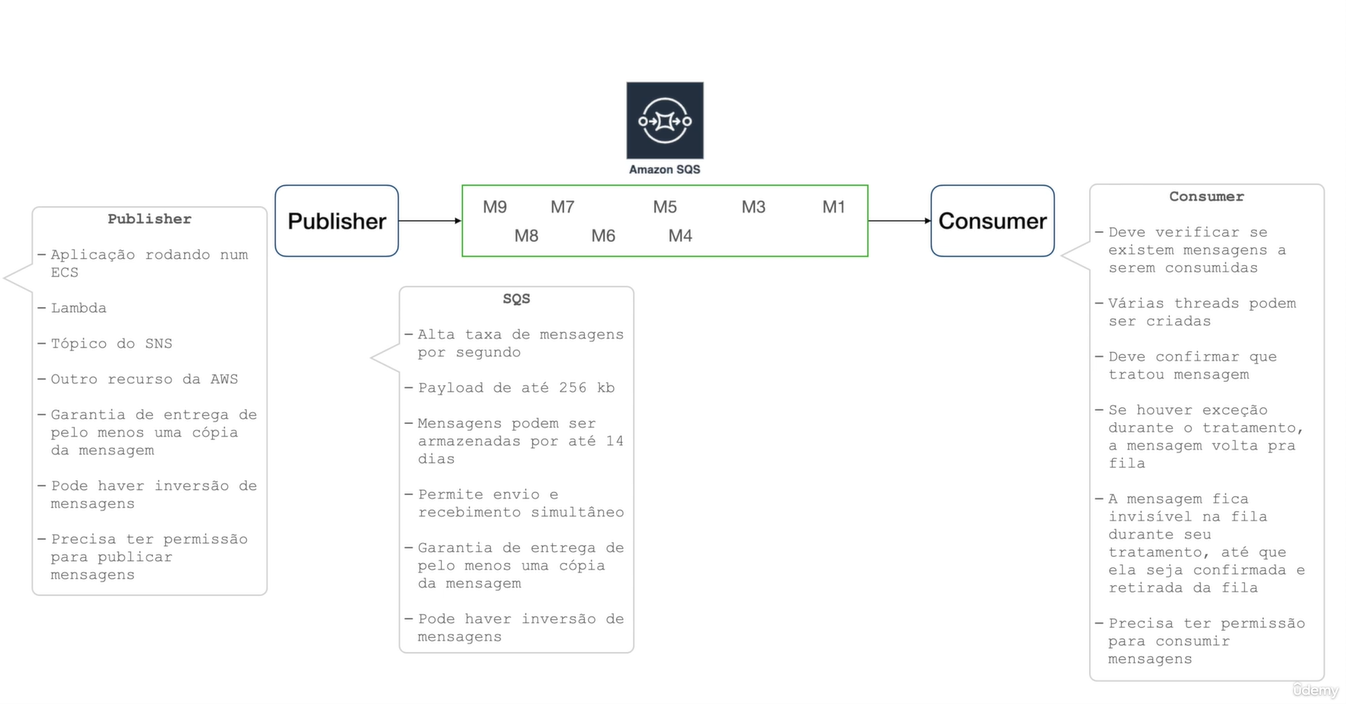 Amazon SQS
Publisher
M9 M7 M5 M3 M1
M8 M6 M4
Consumer
Publisher
– Aplicação rodando num
ECS
– Lambda
– Tópico do SNS
– Outro recurso da AWS
– Garantia de entrega de
pelo menos uma cópia
da mensagem
– Pode haver inversão de
mensagens
– Precisa ter permissão
para publicar
mensagens
SQS
– Alta taxa de mensagens
por segundo
– Payload de até 256 kb
– Mensagens podem ser
armazenadas por até 14
dias
– Permite envio e
recebimento simultâneo
– Garantia de entrega de
pelo menos uma cópia
da mensagem
– Pode haver inversão de
mensagens
Consumer
– Deve verificar se
existem mensagens a
serem consumidas
– Várias threads podem
ser criadas
– Deve confirmar que
tratou mensagem
– Se houver exceção
durante o tratamento,
a mensagem volta pra
fila
– A mensagem fica
invisível na fila
durante seu
tratamento, até que
ela seja confirmada e
retirada da fila
– Precisa ter permissão
para consumir
mensagens
ûdemy